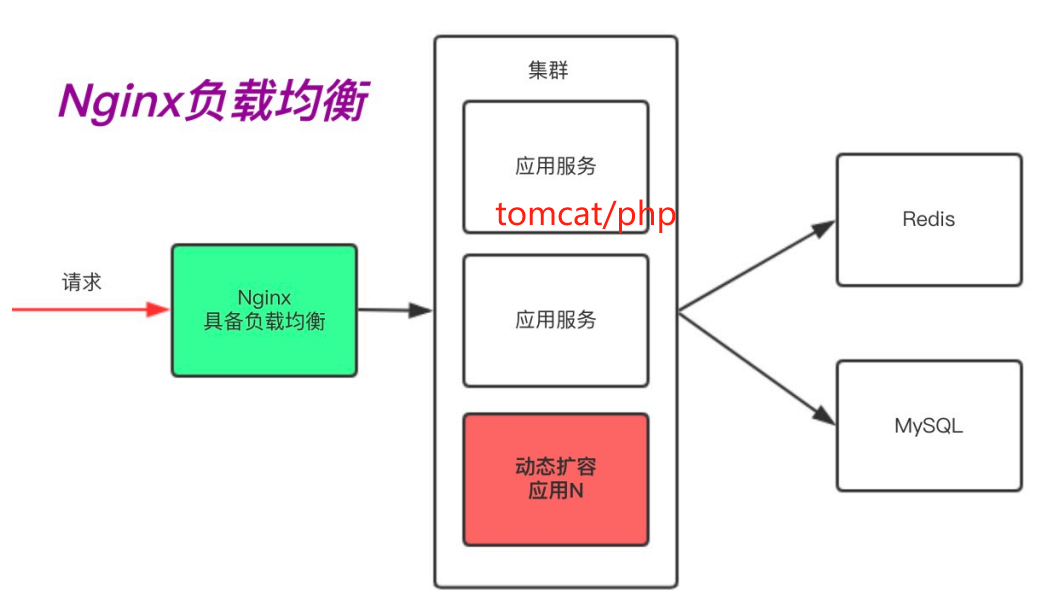 Nginx负载均衡
请求
Nginx
具备负载均衡
集群
应用服务
tomcat/php
应用服务
动态扩容
应用N
Redis
MySQL